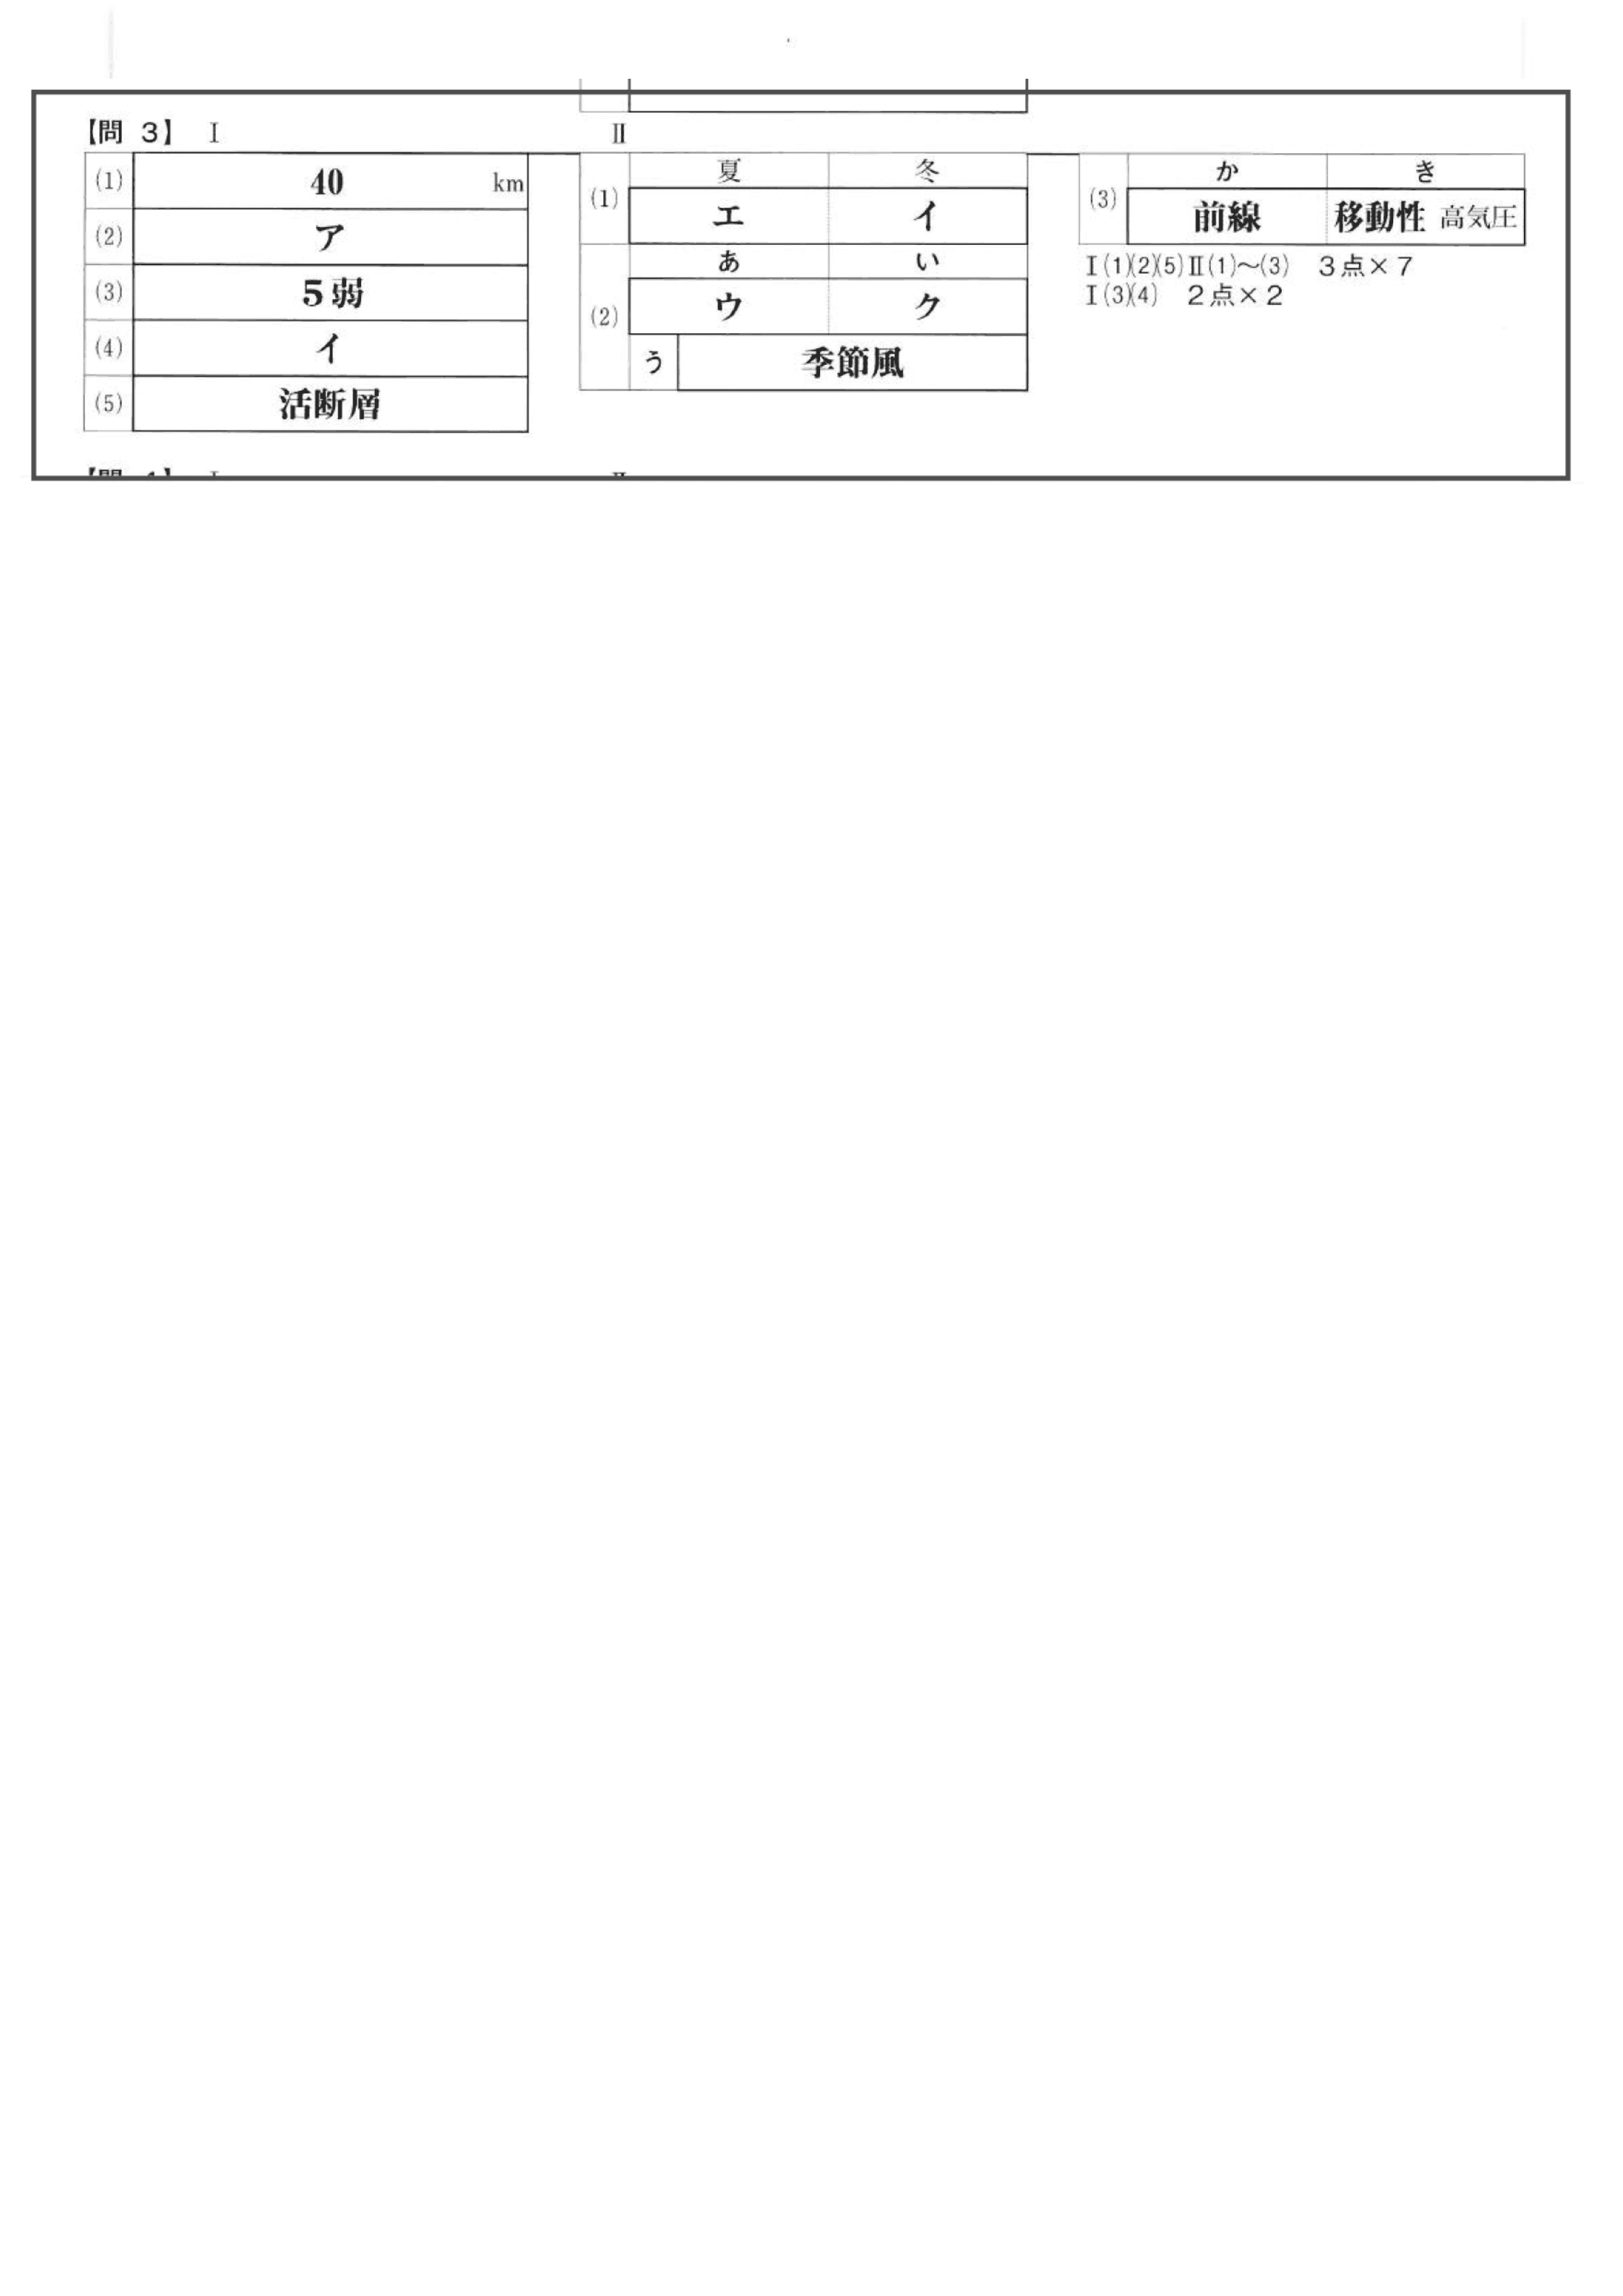 【問 3】 Ⅰ
(1) 40 km
(2) ア
(3) 5弱
(4) イ
(5) 活断層
Ⅱ
夏 冬
(1) エ イ
あ い
(2) ウ ク
う 季節風
か き
(3) 前線 移動性 高気圧
Ⅰ(1)(2)(5)Ⅱ(1)～(3) 3点×7
Ⅰ(3)(4) 2点×2